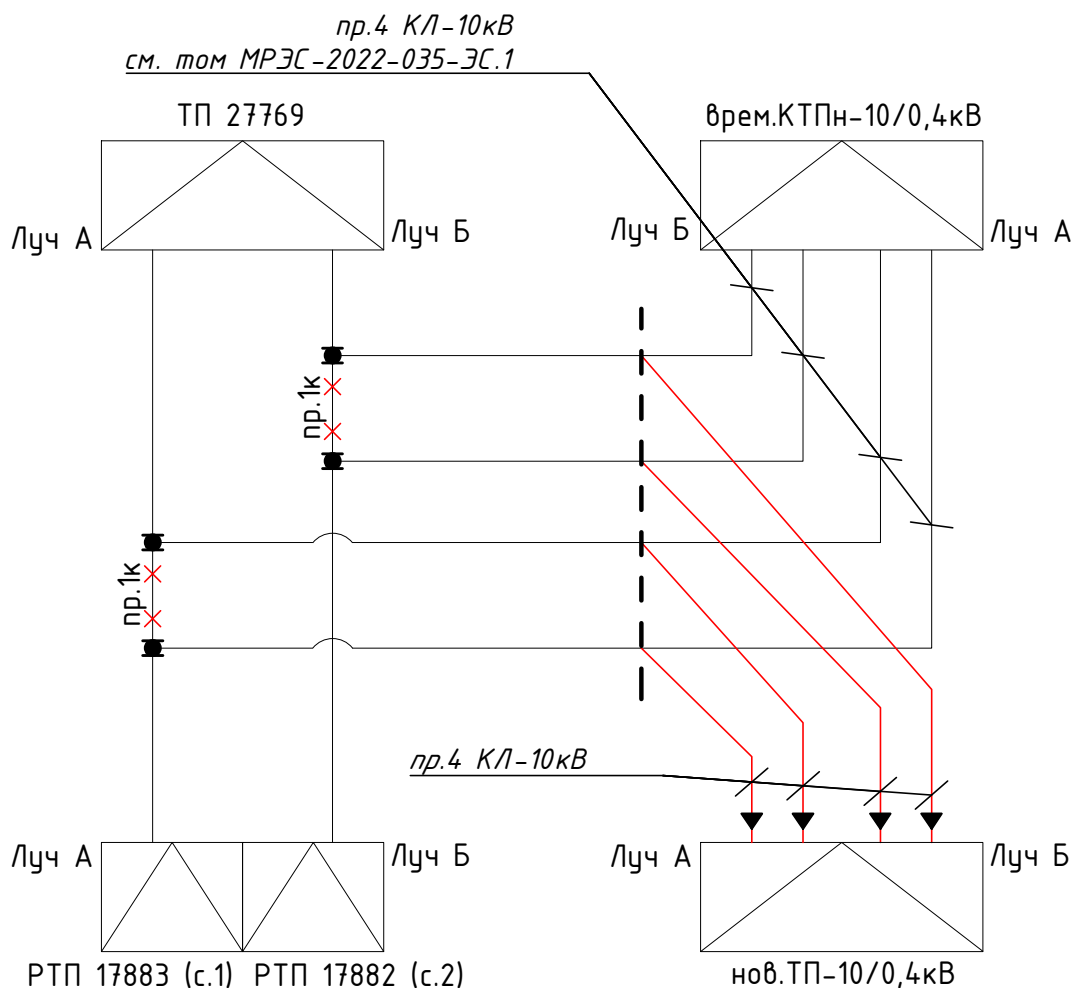 пр.4 КЛ-10кВ
см. том МРЭС-2022-035-ЭС.1
ТП 27769
врем.КТПн-10/0,4кВ
Луч А
Луч Б
Луч Б
Луч А
пр.1к
пр.1к
пр.4 КЛ-10кВ
Луч А
Луч Б
Луч А
Луч Б
РТП 17883 (с.1)
РТП 17882 (с.2)
нов.ТП-10/0,4кВ